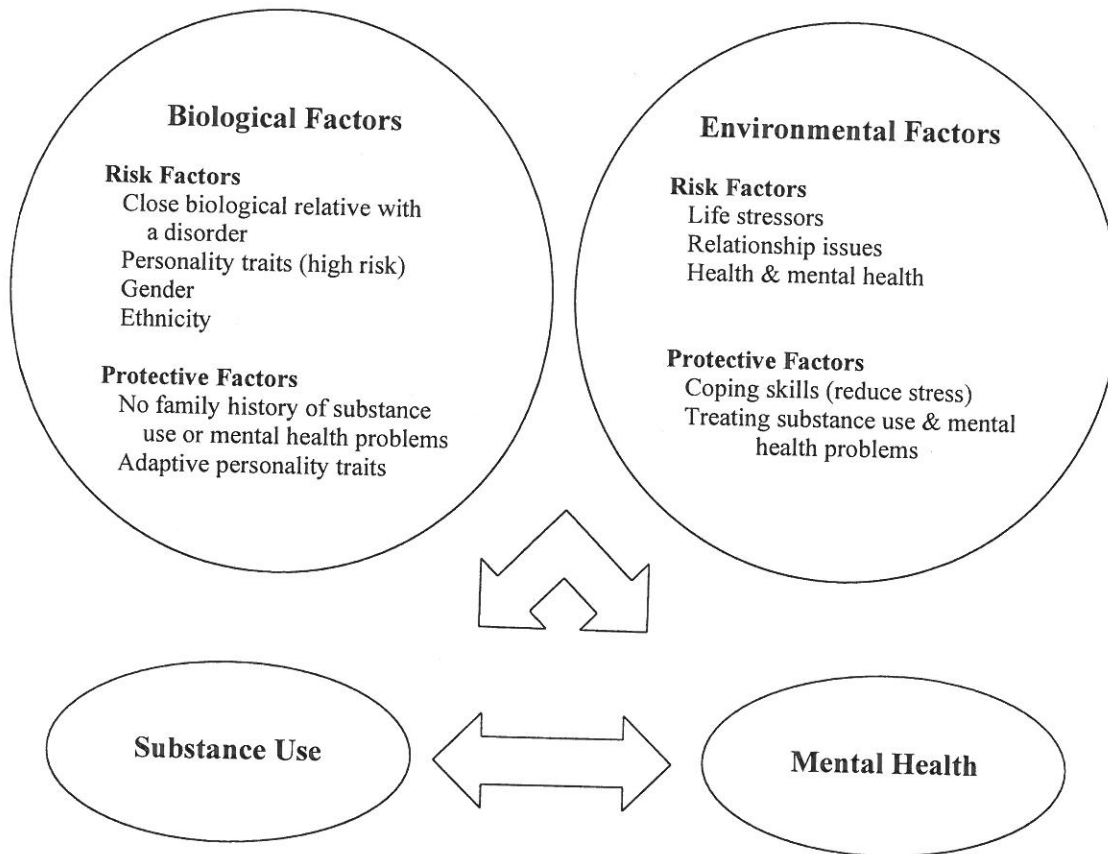 Biological Factors
Risk Factors
Close biological relative with
a disorder
Personality traits (high risk)
Gender
Ethnicity
Protective Factors
No family history of substance
use or mental health problems
Adaptive personality traits
Environmental Factors
Risk Factors
Life stressors
Relationship issues
Health & mental health
Protective Factors
Coping skills (reduce stress)
Treating substance use & mental
health problems
Substance Use
Mental Health